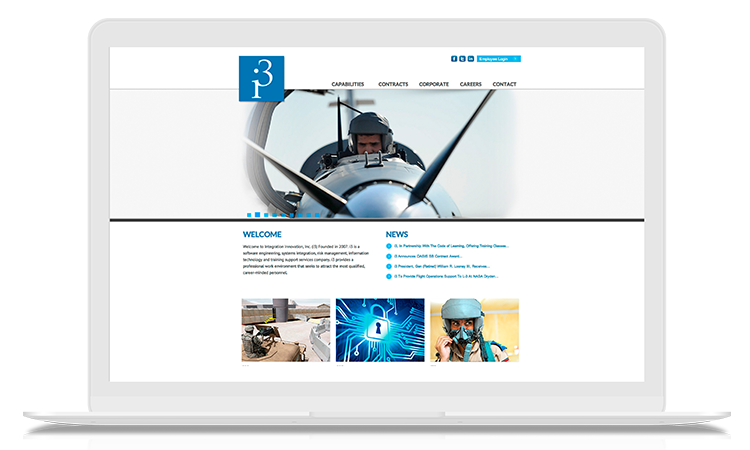 i3
Employee Login
CAPABILITIES CONTRACTS CORPORATE CAREERS CONTACT
WELCOME
Welcome to Integration Innovation, Inc. (i3) Founded in 2007! i3 is a
software engineering, systems integration, risk management, information
technology and training support services company. i3 provides a
professional work environment that seeks to attract the most qualified,
career-minded personnel.
NEWS
i3, In Partnership With The Code of Learning, Offering Training Classes...
i3 Announces OASIS SB Contract Award...
i3 President, Gen (Retired) William R. Looney III, Receives...
i3 To Provide Flight Operations Support To L-3 At NASA Dryden...